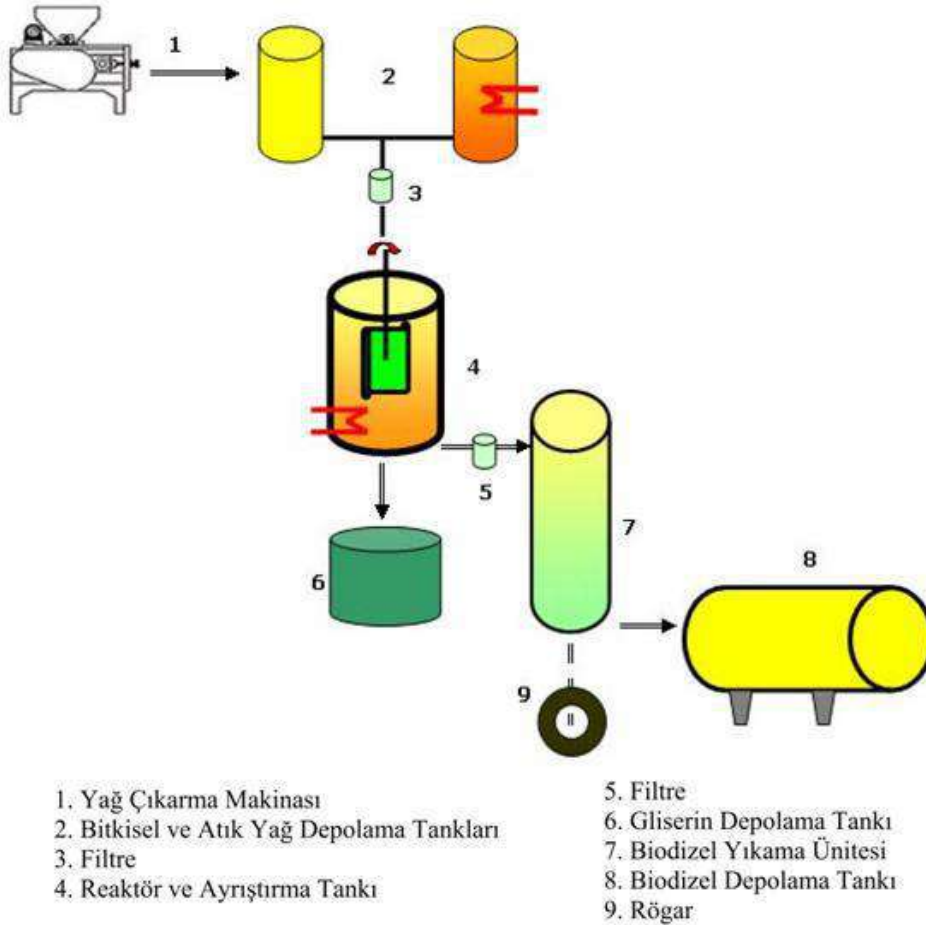 1
2
3
4
5
6
7
8
9
1. Yağ Çıkarma Makinası
2. Bitkisel ve Atık Yağ Depolama Tankları
3. Filtre
4. Reaktör ve Ayrıştırma Tankı
5. Filtre
6. Gliserin Depolama Tankı
7. Biodizel Yıkama Ünitesi
8. Biodizel Depolama Tankı
9. Rögar